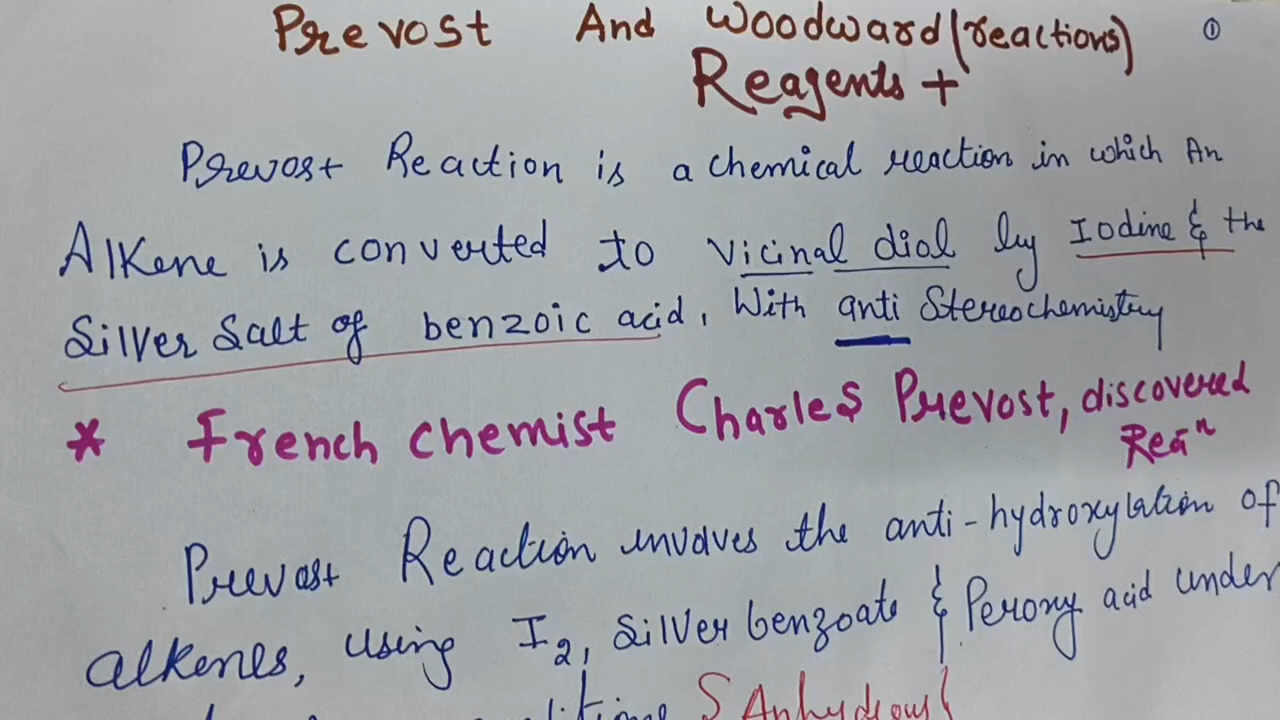 Prevost And Woodward (reactions) ①
Reagents +
Prevost Reaction is a chemical reaction in which An
Alkene is converted to Vicinal diol by Iodine & the
Silver Salt of benzoic acid, With anti Stereochemistry
* French chemist Charles Prevost, discovered
Reaⁿ
Prevost Reaction involves the anti-hydroxylation of
alkenes, using I₂, Silver benzoate & Peroxy acid under
{Anhydrous}